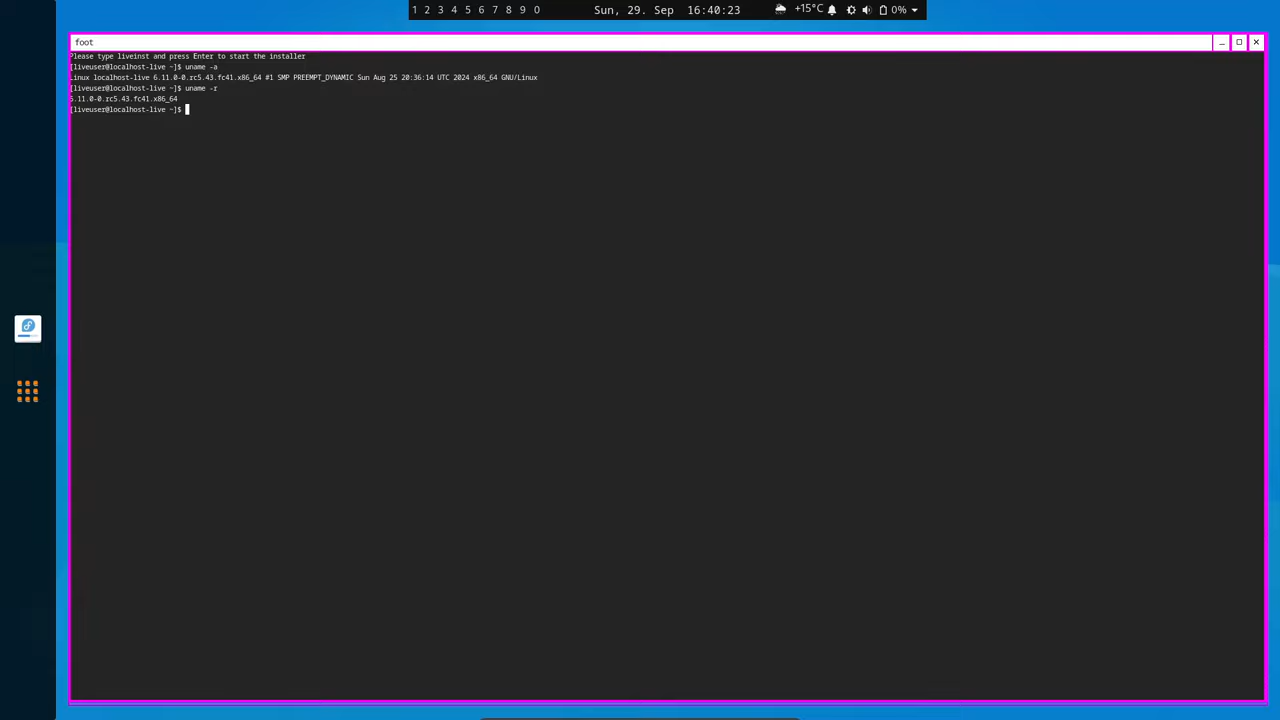 1 2 3 4 5 6 7 8 9 0 Sun, 29. Sep 16:40:23 +15°C 0%
foot
Please type liveinst and press Enter to start the installer
[liveuser@localhost-live ~]$ uname -a
Linux localhost-live 6.11.0-0.rc5.43.fc41.x86_64 #1 SMP PREEMPT_DYNAMIC Sun Aug 25 20:36:14 UTC 2024 x86_64 GNU/Linux
[liveuser@localhost-live ~]$ uname -r
6.11.0-0.rc5.43.fc41.x86_64
[liveuser@localhost-live ~]$